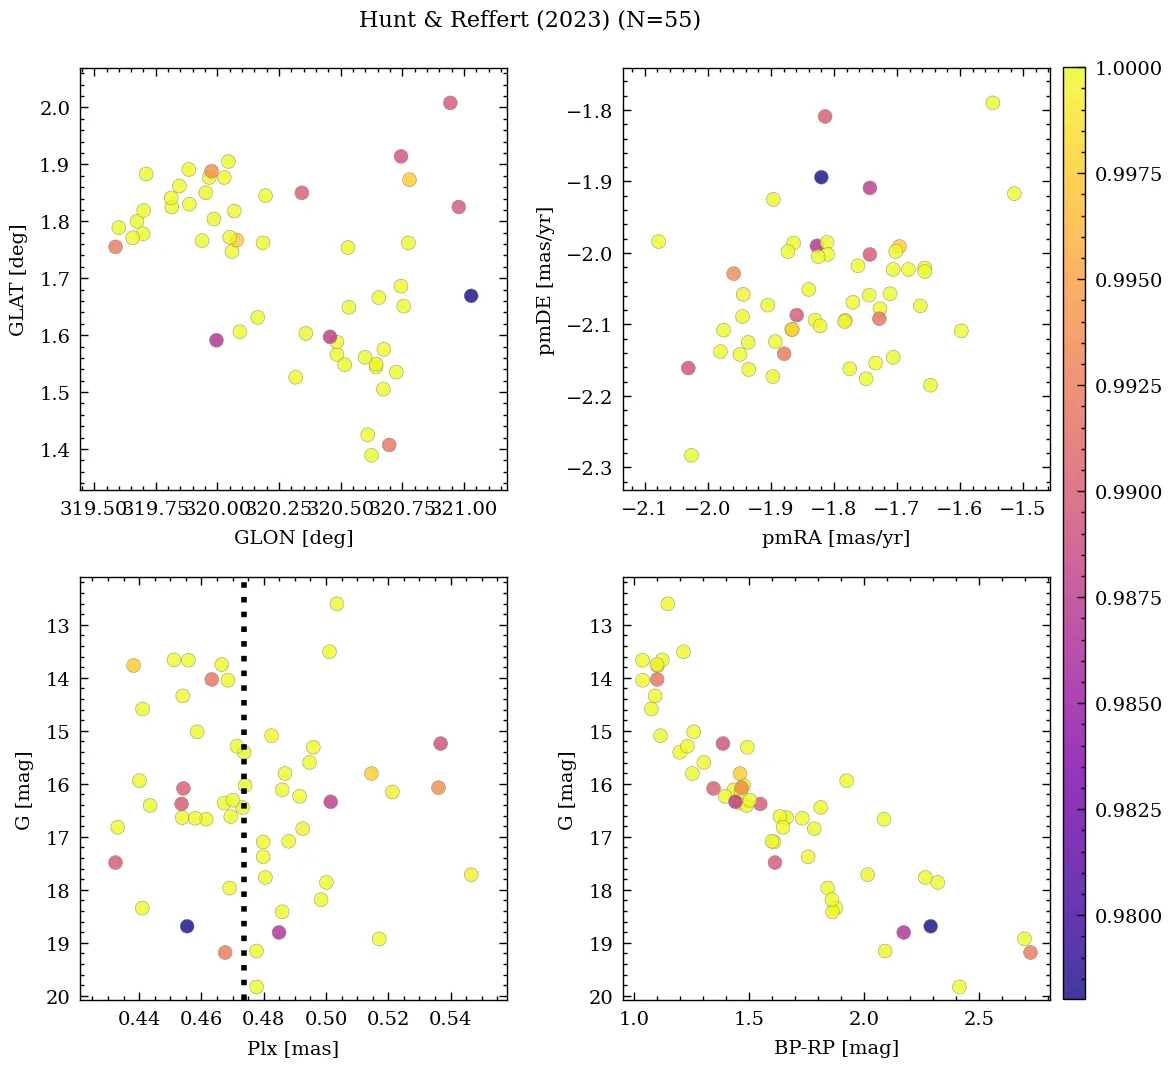 Hunt & Reffert (2023) (N=55)
2.0
1.9
1.8
1.7
1.6
1.5
1.4
GLAT [deg]
319.50 319.75 320.00 320.25 320.50 320.75 321.00
GLON [deg]
−1.8
−1.9
−2.0
−2.1
−2.2
−2.3
pmDE [mas/yr]
−2.1 −2.0 −1.9 −1.8 −1.7 −1.6 −1.5
pmRA [mas/yr]
13
14
15
16
17
18
19
20
G [mag]
0.44 0.46 0.48 0.50 0.52 0.54
Plx [mas]
13
14
15
16
17
18
19
20
G [mag]
1.0 1.5 2.0 2.5
BP-RP [mag]
1.0000
0.9975
0.9950
0.9925
0.9900
0.9875
0.9850
0.9825
0.9800